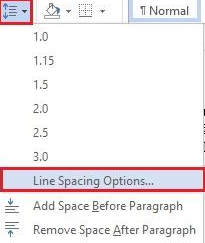 ¶ Normal
1.0
1.15
1.5
2.0
2.5
3.0
Line Spacing Options...
Add Space Before Paragraph
Remove Space After Paragraph